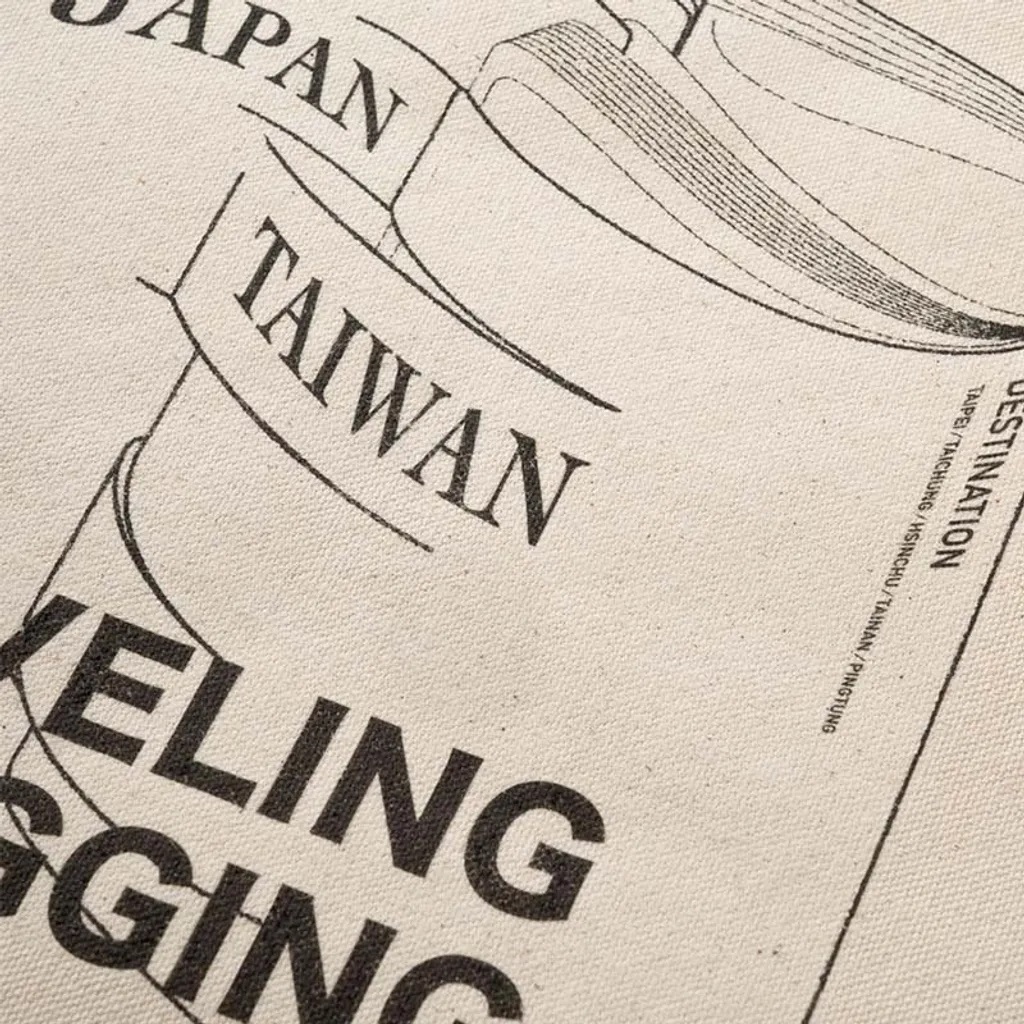 JAPAN
TAIWAN
DESTINATION
TAIPEI / TAICHUNG / HSINCHU / TAINAN / PINGTUNG
ELING
GGING